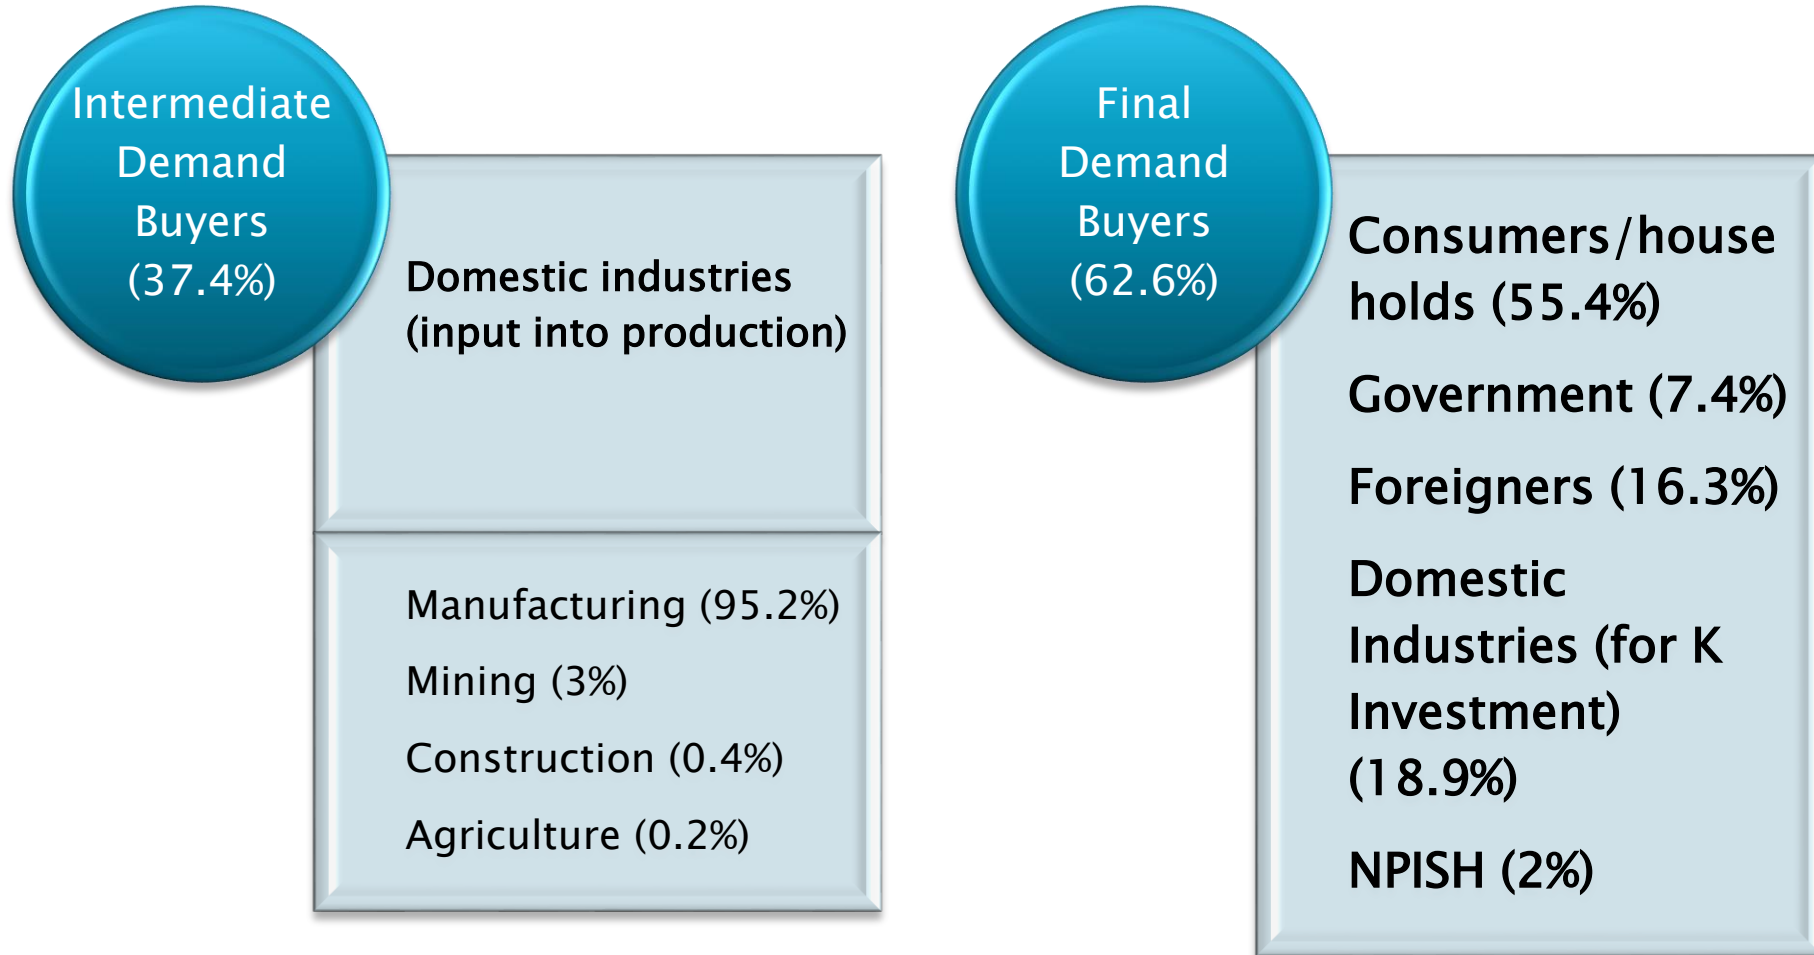 Intermediate
Demand
Buyers
(37.4%)
Domestic industries
(input into production)
Manufacturing (95.2%)
Mining (3%)
Construction (0.4%)
Agriculture (0.2%)
Final
Demand
Buyers
(62.6%)
Consumers/house
holds (55.4%)
Government (7.4%)
Foreigners (16.3%)
Domestic
Industries (for K
Investment)
(18.9%)
NPISH (2%)